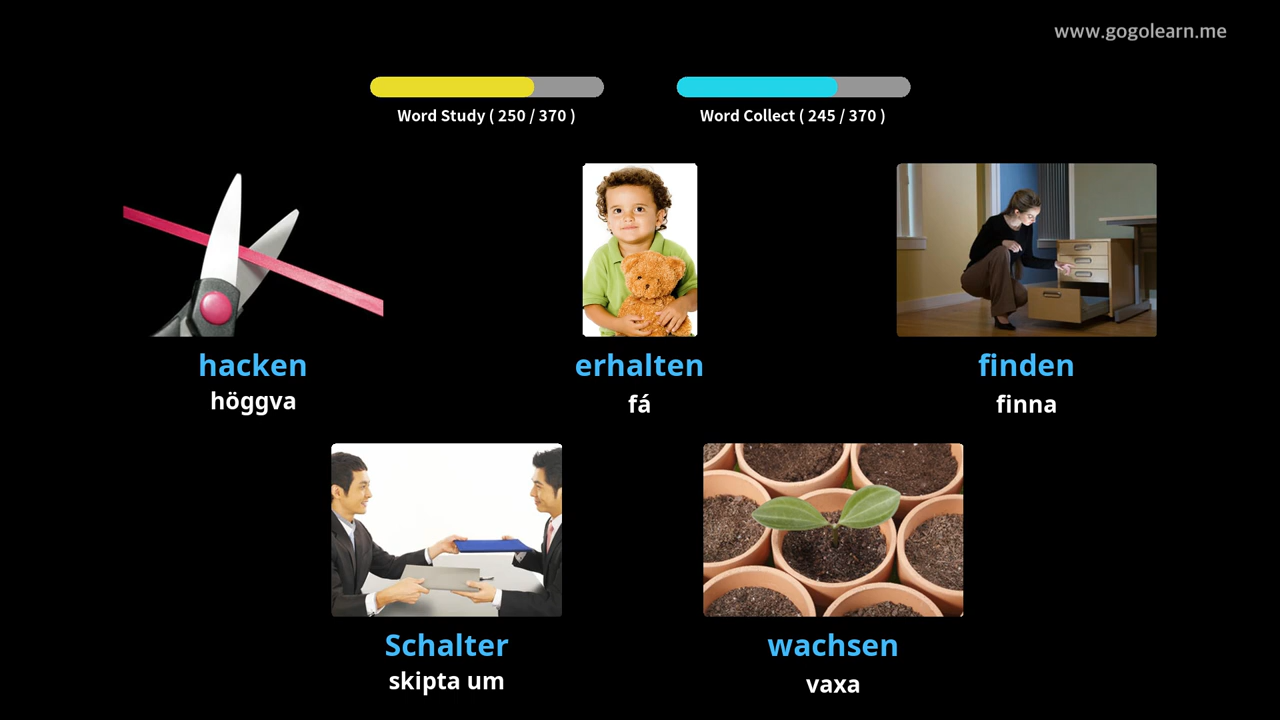 www.gogolearn.me
Word Study ( 250 / 370 )
Word Collect ( 245 / 370 )
hacken
höggva
erhalten
fá
finden
finna
Schalter
skipta um
wachsen
vaxa